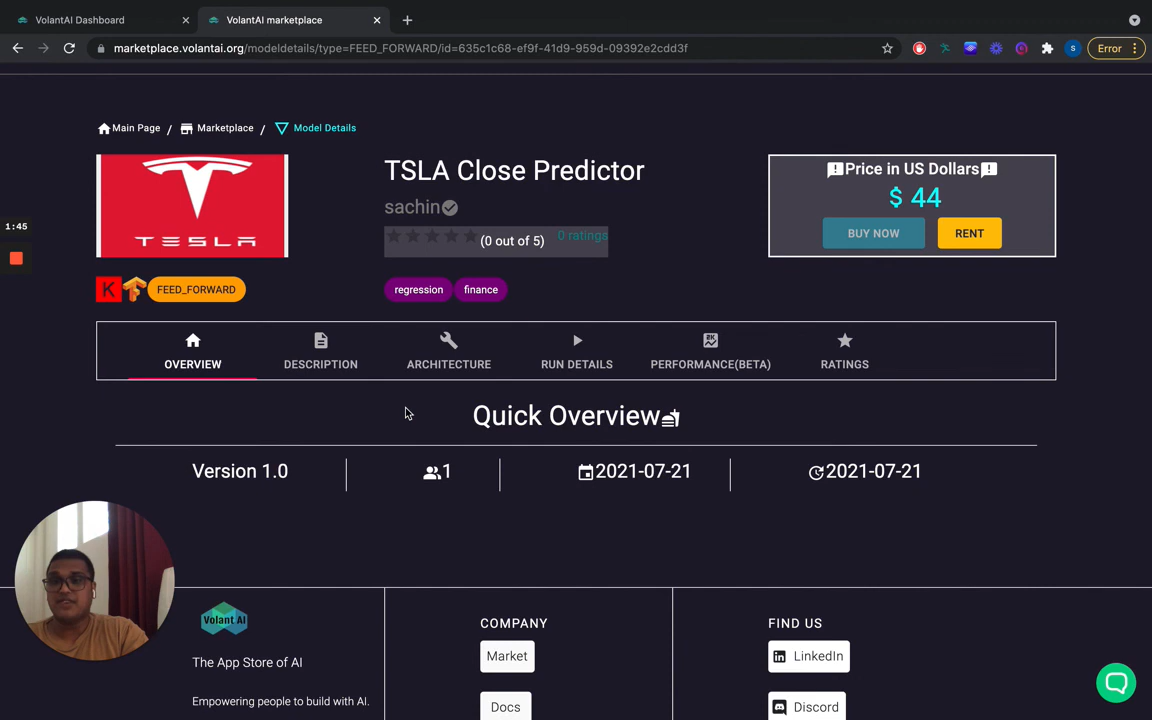 VolantAI Dashboard
VolantAI marketplace
marketplace.volantai.org/modeldetails/type=FEED_FORWARD/id=635c1c68-ef9f-41d9-959d-09392e2cdd3f
S
Error
Main Page / Marketplace / Model Details
TESLA
TSLA Close Predictor
sachin
(0 out of 5) 0 ratings
Price in US Dollars
$ 44
BUY NOW
RENT
1:45
K
FEED_FORWARD
regression
finance
OVERVIEW
DESCRIPTION
ARCHITECTURE
RUN DETAILS
PERFORMANCE(BETA)
RATINGS
Quick Overview
Version 1.0
1
2021-07-21
2021-07-21
Volant AI
The App Store of AI
Empowering people to build with AI.
COMPANY
Market
Docs
FIND US
LinkedIn
Discord